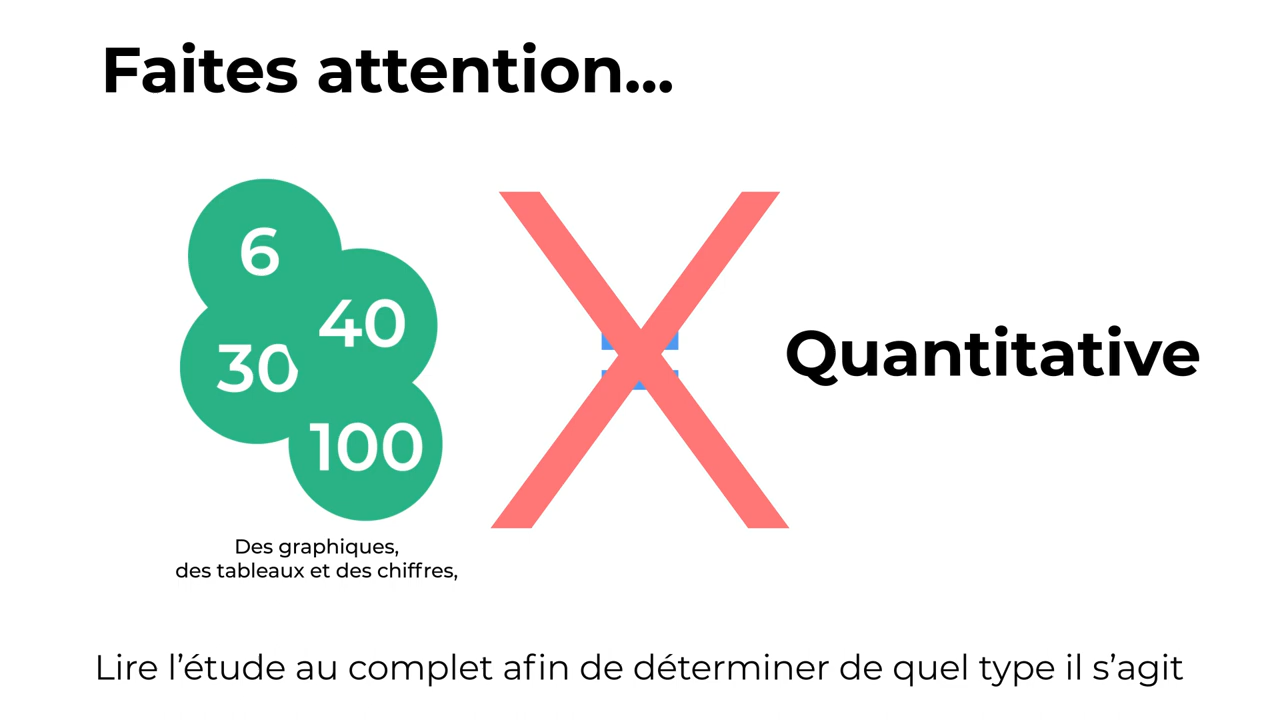 Faites attention...
6
40
30
100
Quantitative
Des graphiques,
des tableaux et des chiffres,
Lire l’étude au complet afin de déterminer de quel type il s’agit